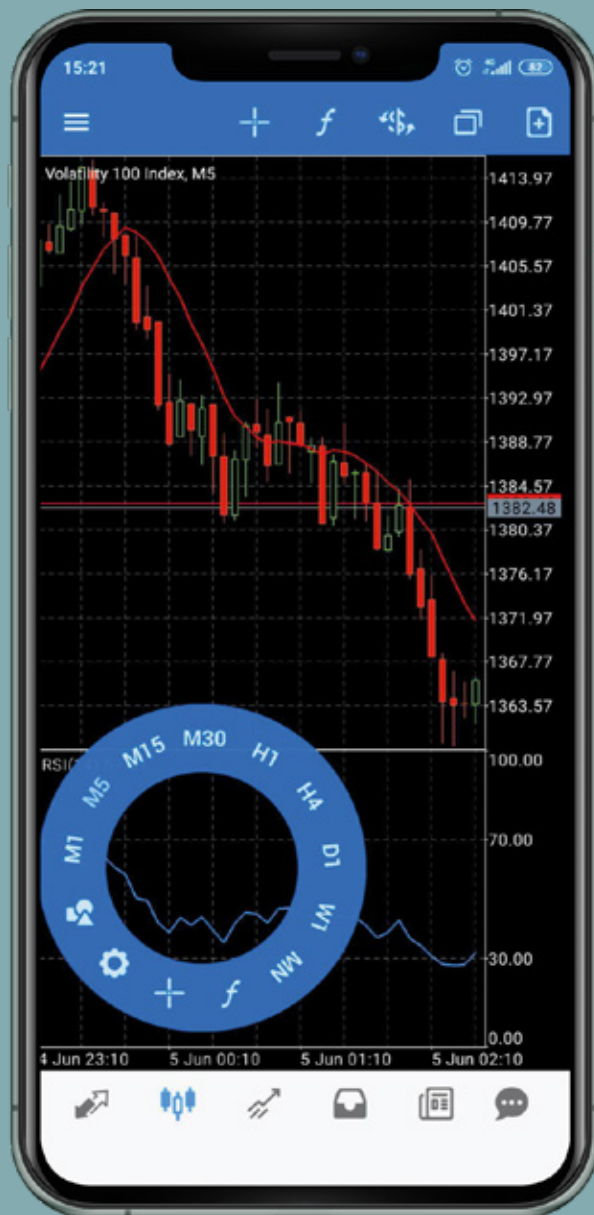 15:21
4G
82
f
$
Volatility 100 Index, M5
1413.97
1409.77
1405.57
1401.37
1397.17
1392.97
1388.77
1384.57
1382.48
1380.37
1376.17
1371.97
1367.77
1363.57
RSI(
100.00
70.00
30.00
0.00
M1
M5
M15
M30
H1
H4
D1
W1
MN
f
4 Jun 23:10
5 Jun 00:10
5 Jun 01:10
5 Jun 02:10